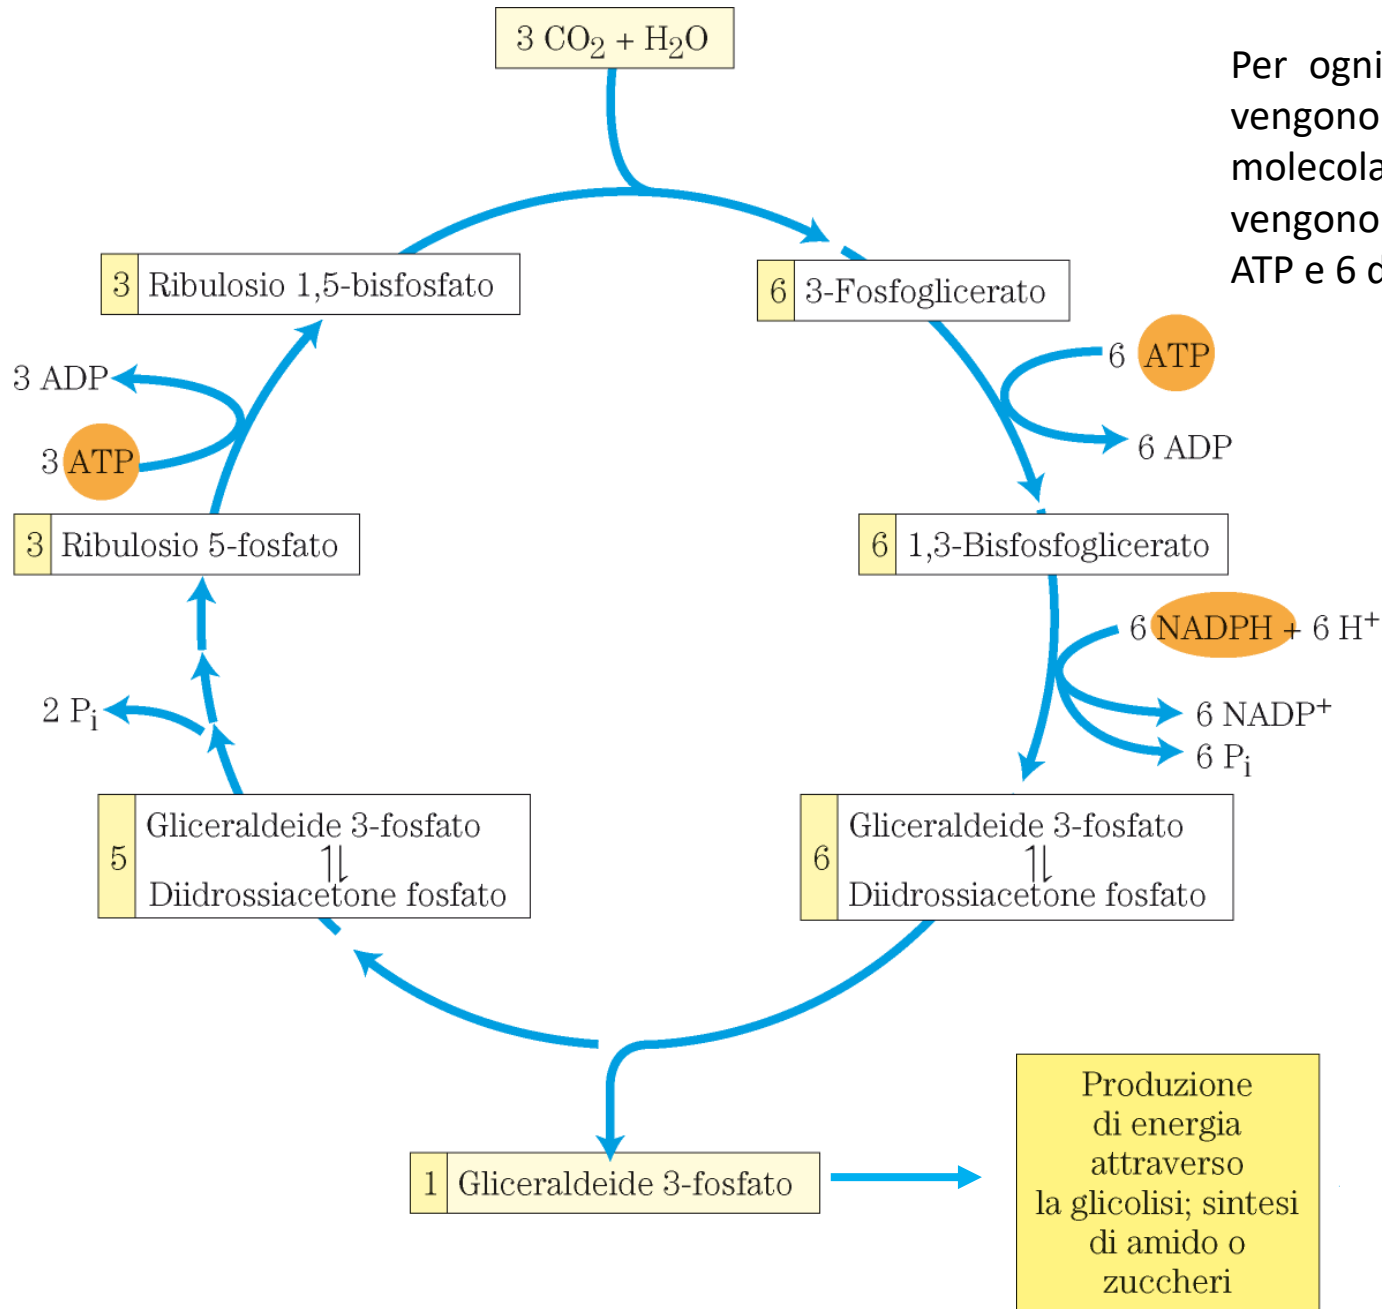 3 CO₂ + H₂O
Per ogni
vengono
molecola
vengono
ATP e 6 d
3 Ribulosio 1,5-bisfosfato
6 3-Fosfoglicerato
3 ADP
3 ATP
6 ATP
6 ADP
3 Ribulosio 5-fosfato
6 1,3-Bisfosfoglicerato
6 NADPH + 6 H⁺
6 NADP⁺
6 Pᵢ
2 Pᵢ
5 Gliceraldeide 3-fosfato
⥮
Diidrossiacetone fosfato
6 Gliceraldeide 3-fosfato
⥮
Diidrossiacetone fosfato
1 Gliceraldeide 3-fosfato
Produzione
di energia
attraverso
la glicolisi; sintesi
di amido o
zuccheri